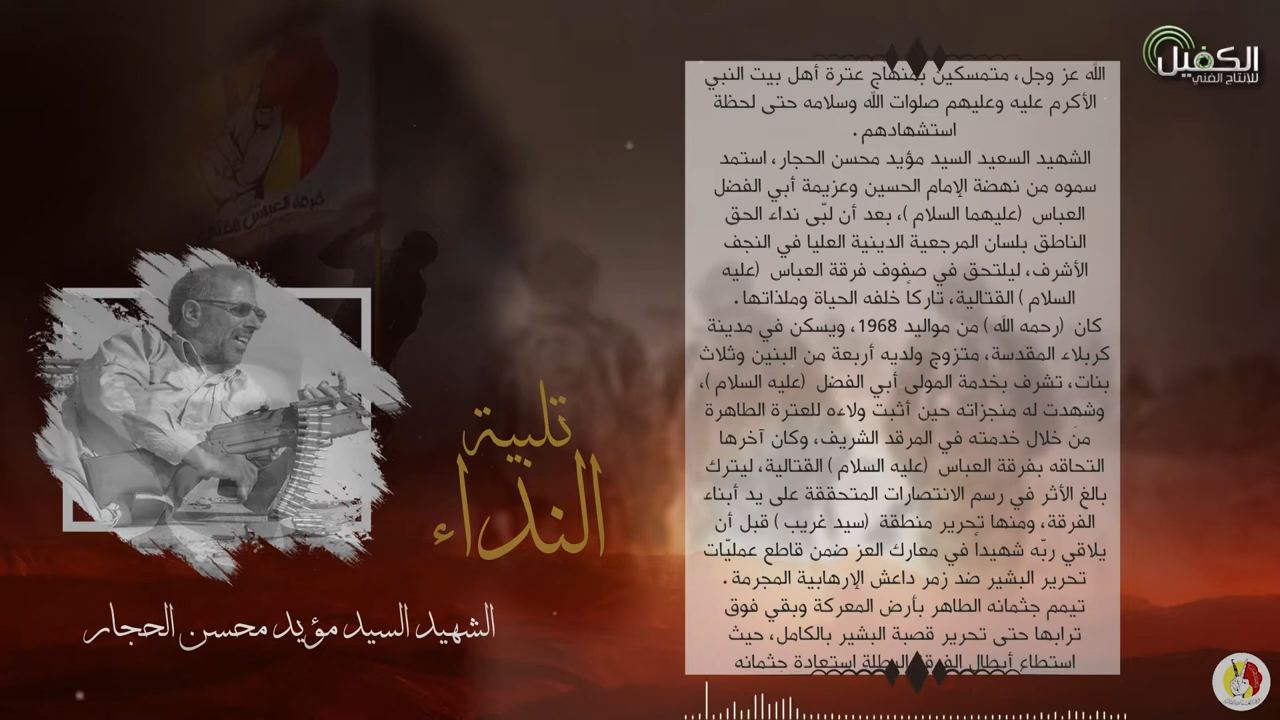 الكفيل
للإنتاج الفني
الله عز وجل، متمسكين بمنهاج عترة أهل بيت النبي
الأكرم عليه وعليهم صلوات الله وسلامه حتى لحظة
استشهادهم.
الشهيد السعيد السيد مؤيد محسن الحجار، استمد
سموه من نهضة الإمام الحسين وعزيمة أبي الفضل
العباس (عليهما السلام)، بعد أن لبّى نداء الحق
الناطق بلسان المرجعية الدينية العليا في النجف
الأشرف، ليلتحق في صفوف فرقة العباس (عليه
السلام) القتالية، تاركاً خلفه الحياة وملذاتها.
كان (رحمه الله) من مواليد 1968، ويسكن في مدينة
كربلاء المقدسة، متزوج ولديه أربعة من البنين وثلاث
بنات، تشرف بخدمة المولى أبي الفضل (عليه السلام)،
وشهدت له منجزاته حين أثبت ولاءه للعترة الطاهرة
من خلال خدمته في المرقد الشريف، وكان آخرها
التحاقه بفرقة العباس (عليه السلام) القتالية، ليترك
بالغ الأثر في رسم الانتصارات المتحققة على يد أبناء
الفرقة، ومنها تحرير منطقة (سيد غريب) قبل أن
يلاقي ربّه شهيداً في معارك العز ضمن قاطع عمليّات
تحرير البشير ضد زمر داعش الإرهابية المجرمة.
تيمم جثمانه الطاهر بأرض المعركة وبقي فوق
ترابها حتى تحرير قصبة البشير بالكامل، حيث
استطاع أبطال الفرقة البطلة استعادة جثمانه
تلبية
النداء
الشهيد السيد مؤيد محسن الحجار
فرقة العباس